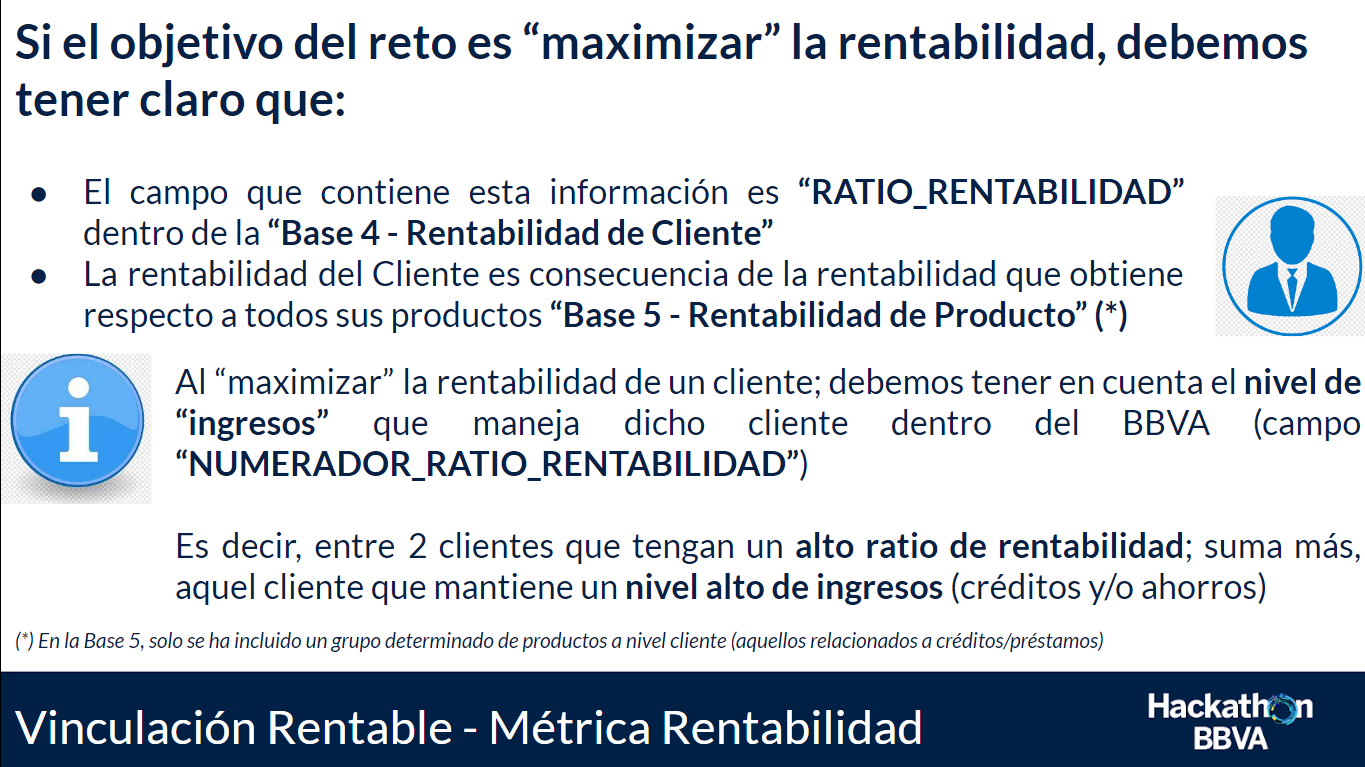 Si el objetivo del reto es “maximizar” la rentabilidad, debemos
tener claro que:
● El campo que contiene esta información es “RATIO_RENTABILIDAD”
dentro de la “Base 4 - Rentabilidad de Cliente”
● La rentabilidad del Cliente es consecuencia de la rentabilidad que obtiene
respecto a todos sus productos “Base 5 - Rentabilidad de Producto” (*)
Al “maximizar” la rentabilidad de un cliente; debemos tener en cuenta el nivel de
“ingresos” que maneja dicho cliente dentro del BBVA (campo
“NUMERADOR_RATIO_RENTABILIDAD”)
Es decir, entre 2 clientes que tengan un alto ratio de rentabilidad; suma más,
aquel cliente que mantiene un nivel alto de ingresos (créditos y/o ahorros)
(*) En la Base 5, solo se ha incluido un grupo determinado de productos a nivel cliente (aquellos relacionados a créditos/préstamos)
Vinculación Rentable - Métrica Rentabilidad
Hackathon
BBVA